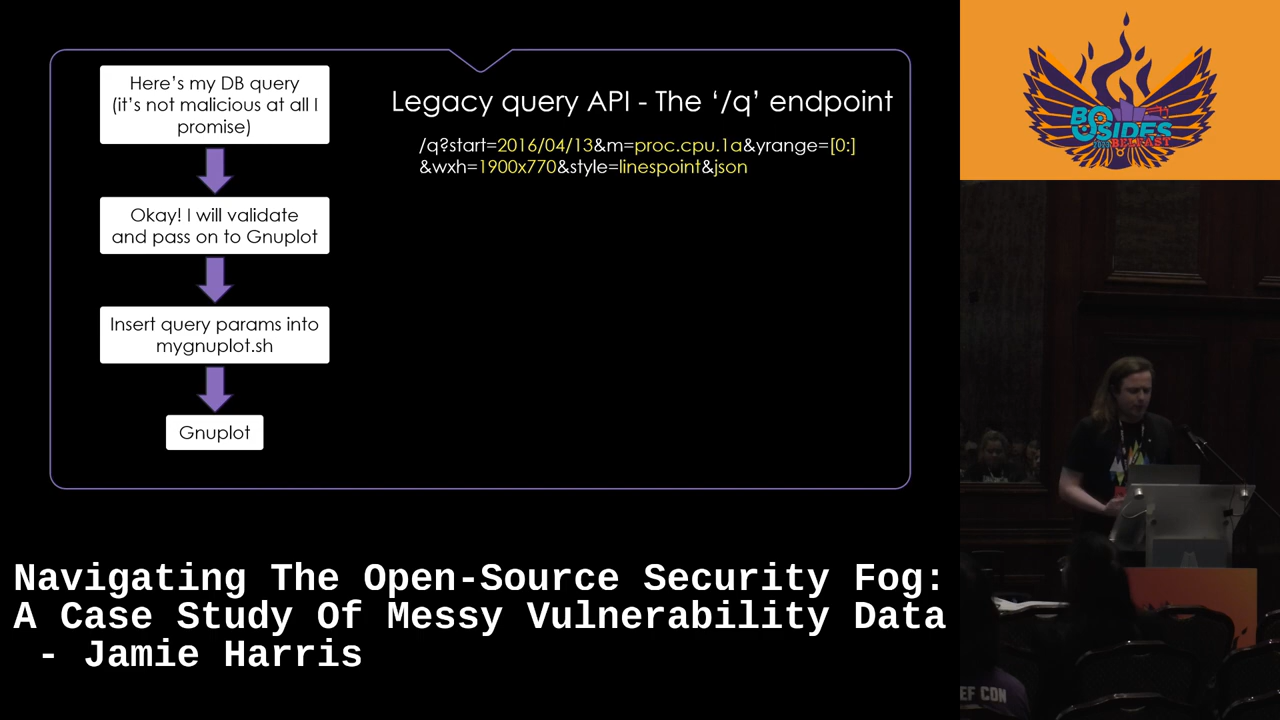 Here's my DB query
(it's not malicious at all I
promise)
Okay! I will validate
and pass on to Gnuplot
Insert query params into
mygnuplot.sh
Gnuplot
Legacy query API - The ‘/q’ endpoint
/q?start=2016/04/13&m=proc.cpu.1a&yrange=[0:]
&wxh=1900x770&style=linespoint&json
BSIDES
BELFAST
EF CON
Navigating The Open-Source Security Fog:
A Case Study Of Messy Vulnerability Data
- Jamie Harris